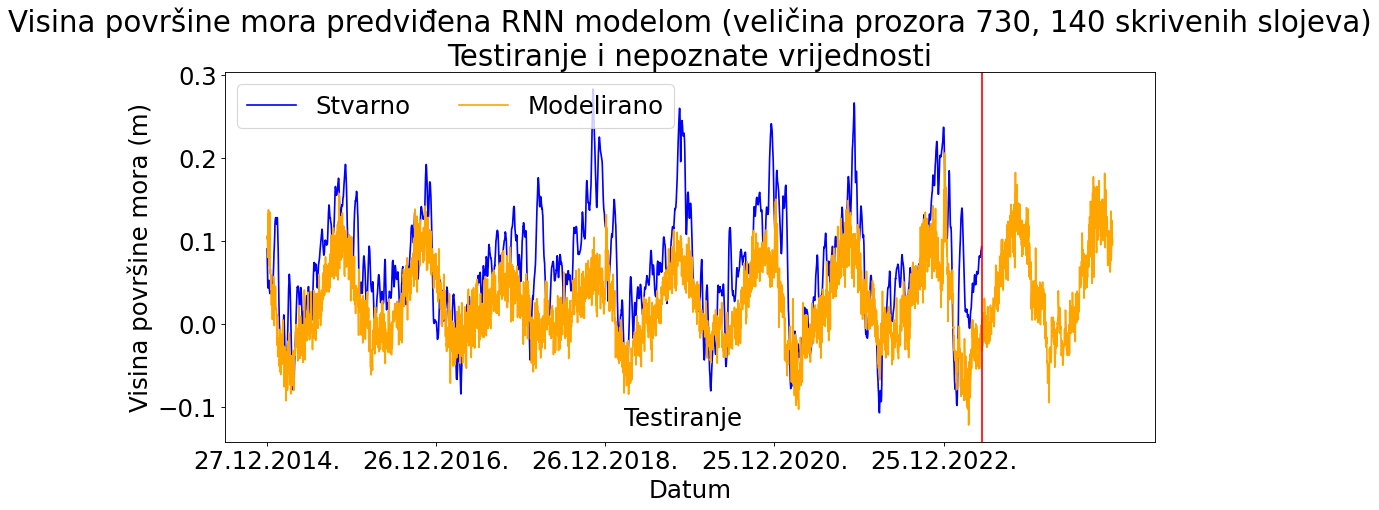 Visina površine mora predviđena RNN modelom (veličina prozora 730, 140 skrivenih slojeva)
Testiranje i nepoznate vrijednosti
Stvarno Modelirano
Visina površine mora (m)
0.3
0.2
0.1
0.0
−0.1
Testiranje
27.12.2014. 26.12.2016. 26.12.2018. 25.12.2020. 25.12.2022.
Datum